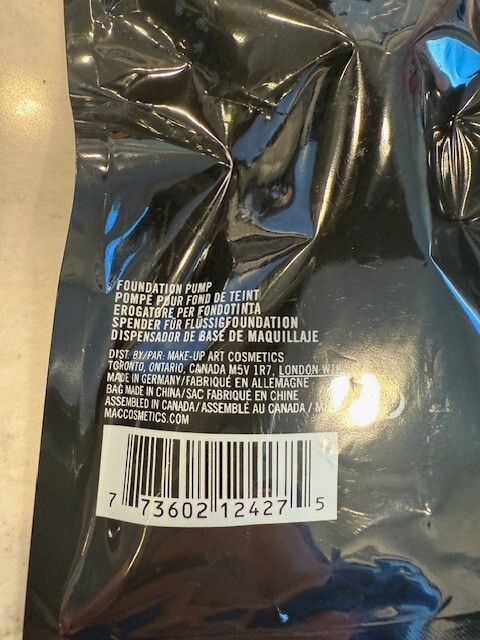 FOUNDATION PUMP
POMPE POUR FOND DE TEINT
EROGATORE PER FONDOTINTA
SPENDER FÜR FLÜSSIGFOUNDATION
DISPENSADOR DE BASE DE MAQUILLAJE
DIST. BY/PAR: MAKE-UP ART COSMETICS
TORONTO, ONTARIO, CANADA M5V 1R7, LONDON
MADE IN GERMANY/FABRIQUÉ EN ALLEMAGNE
BAG MADE IN CHINA/SAC FABRIQUÉ EN CHINE
ASSEMBLED IN CANADA/ASSEMBLÉ AU CANADA /
MACCOSMETICS.COM
7 73602 12427 5